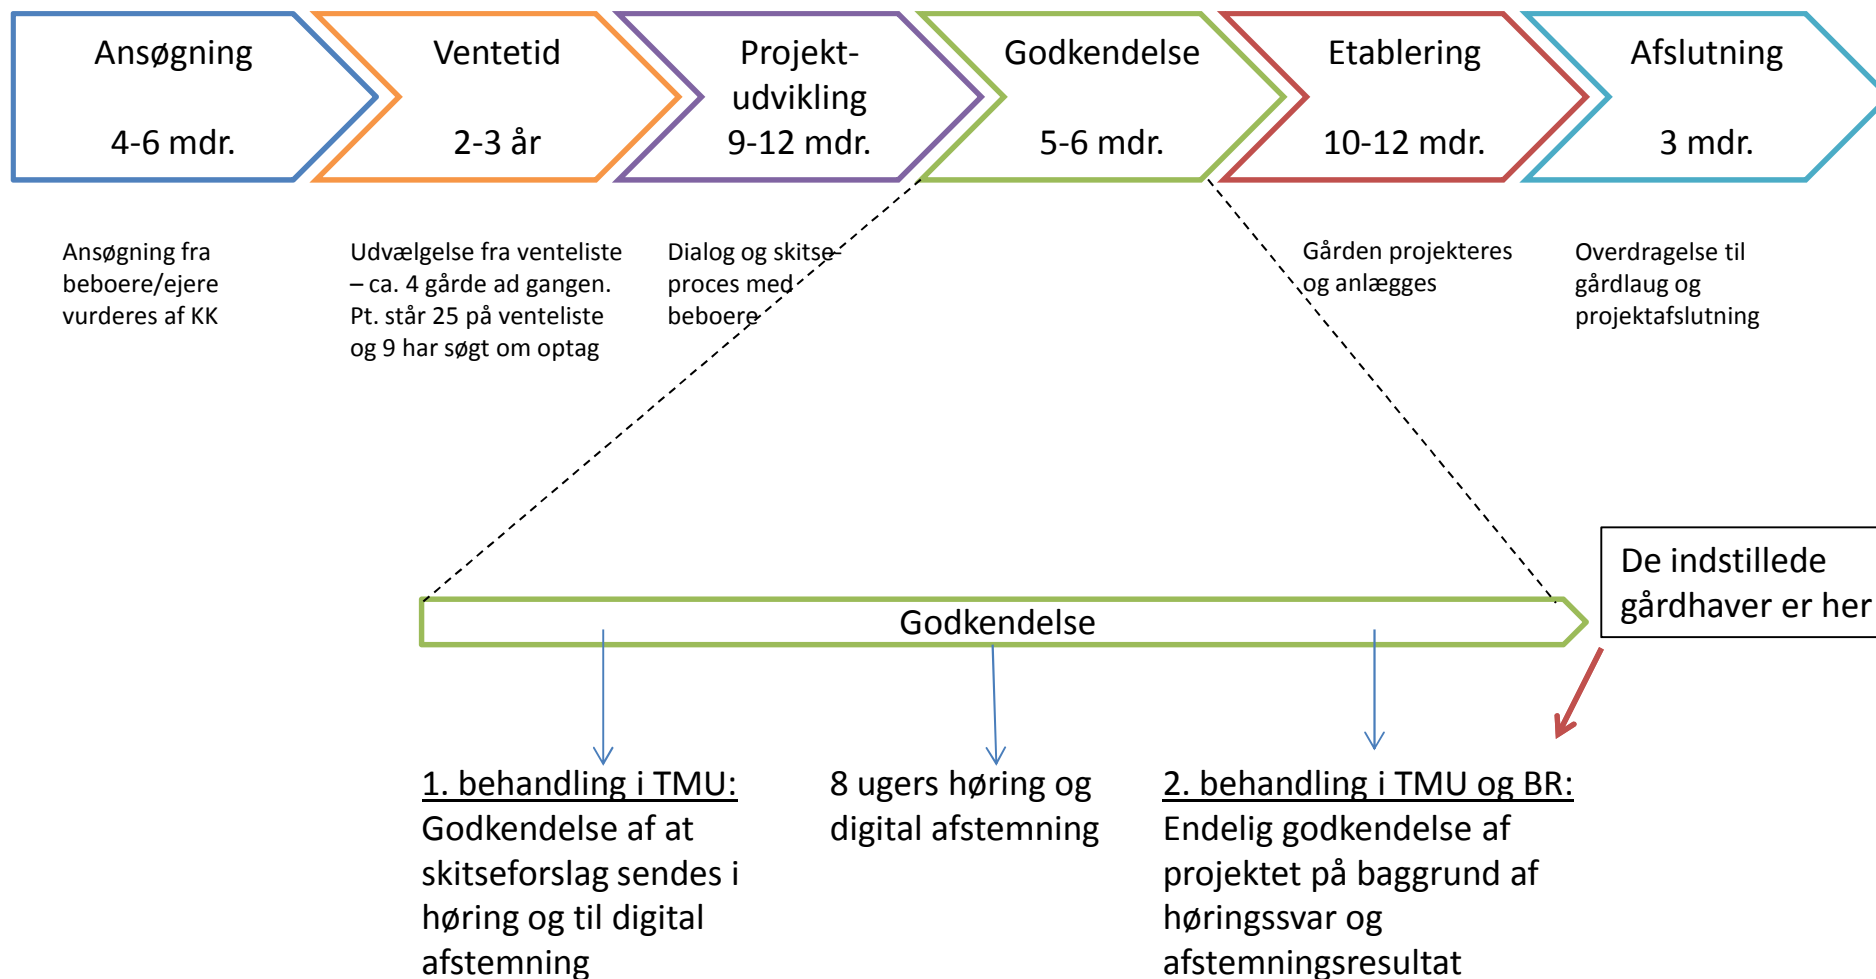 Ansøgning
4-6 mdr.
Ventetid
2-3 år
Projekt-
udvikling
9-12 mdr.
Godkendelse
5-6 mdr.
Etablering
10-12 mdr.
Afslutning
3 mdr.
Ansøgning fra
beboere/ejere
vurderes af KK
Udvælgelse fra venteliste
– ca. 4 gårde ad gangen.
Pt. står 25 på venteliste
og 9 har søgt om optag
Dialog og skitse-
proces med
beboere
Gården projekteres
og anlægges
Overdragelse til
gårdlaug og
projektafslutning
De indstillede
gårdhaver er her
Godkendelse
1. behandling i TMU:
Godkendelse af at
skitseforslag sendes i
høring og til digital
afstemning
8 ugers høring og
digital afstemning
2. behandling i TMU og BR:
Endelig godkendelse af
projektet på baggrund af
høringssvar og
afstemningsresultat